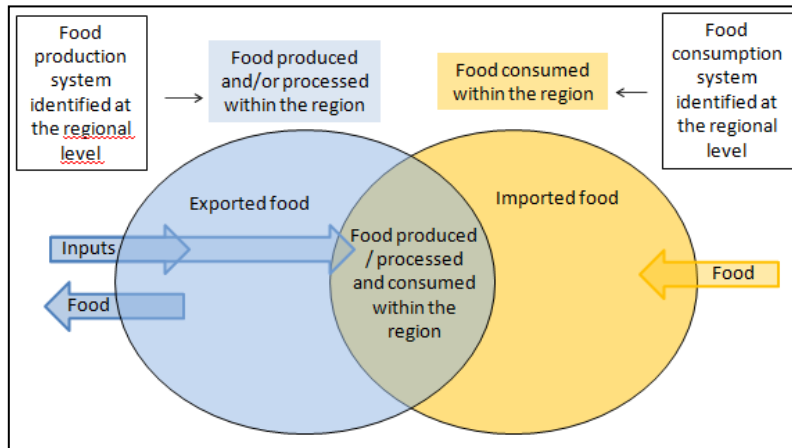 Food
production
system
identified at
the regional
level
Food produced
and/or processed
within the region
Food consumed
within the region
Food
consumption
system
identified at
the regional
level
Exported food
Imported food
Inputs
Food
Food produced
/ processed
and consumed
within the
region
Food